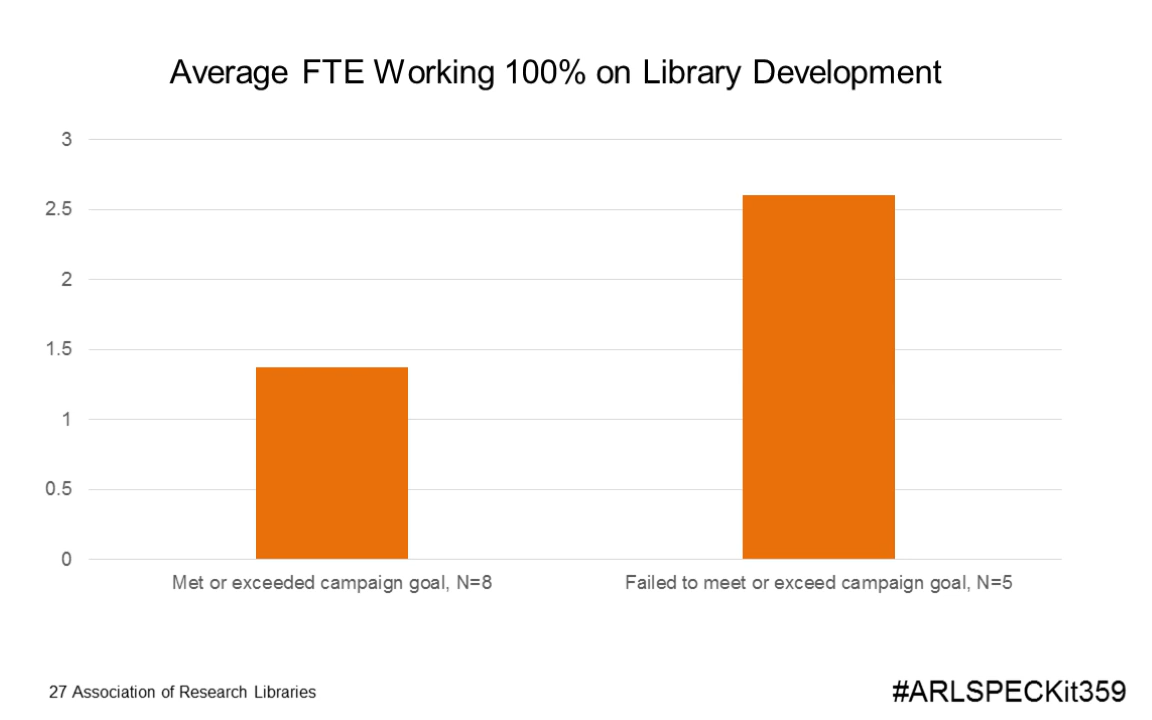 Average FTE Working 100% on Library Development
3
2.5
2
1.5
1
0.5
0
Met or exceeded campaign goal, N=8
Failed to meet or exceed campaign goal, N=5
27 Association of Research Libraries
#ARLSPECKit359